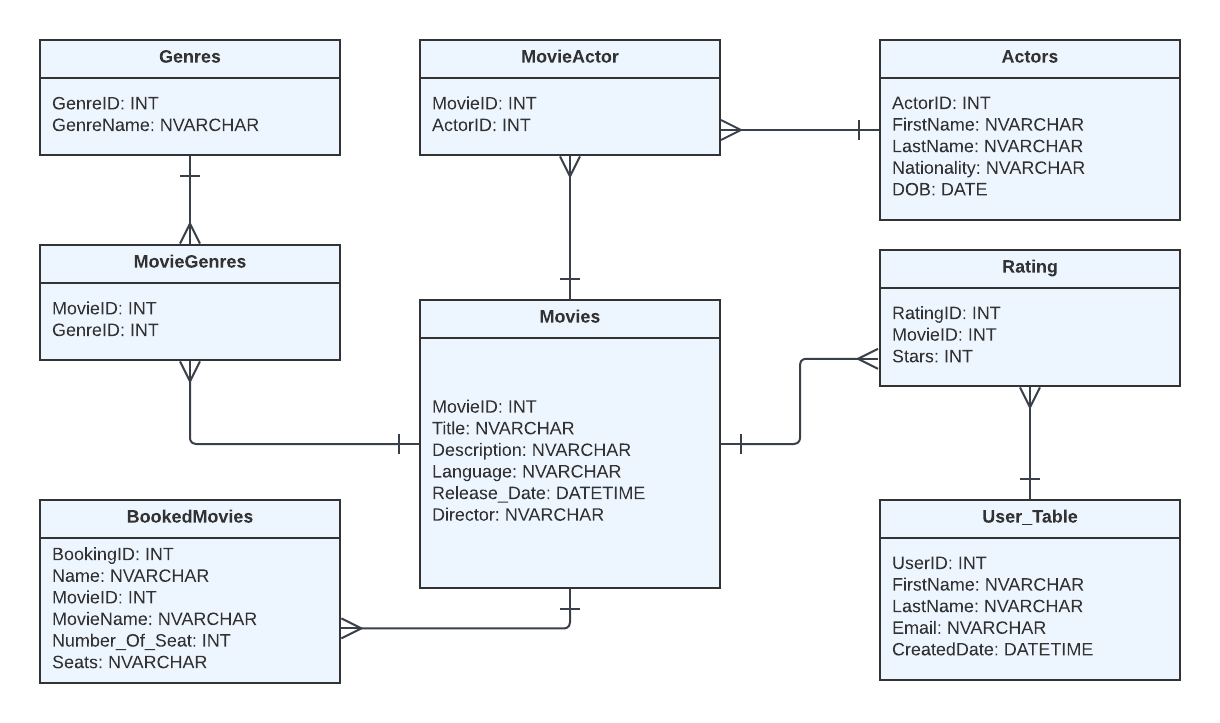 Genres
GenreID: INT
GenreName: NVARCHAR
MovieActor
MovieID: INT
ActorID: INT
Actors
ActorID: INT
FirstName: NVARCHAR
LastName: NVARCHAR
Nationality: NVARCHAR
DOB: DATE
MovieGenres
MovieID: INT
GenreID: INT
Movies
MovieID: INT
Title: NVARCHAR
Description: NVARCHAR
Language: NVARCHAR
Release_Date: DATETIME
Director: NVARCHAR
Rating
RatingID: INT
MovieID: INT
Stars: INT
BookedMovies
BookingID: INT
Name: NVARCHAR
MovieID: INT
MovieName: NVARCHAR
Number_Of_Seat: INT
Seats: NVARCHAR
User_Table
UserID: INT
FirstName: NVARCHAR
LastName: NVARCHAR
Email: NVARCHAR
CreatedDate: DATETIME